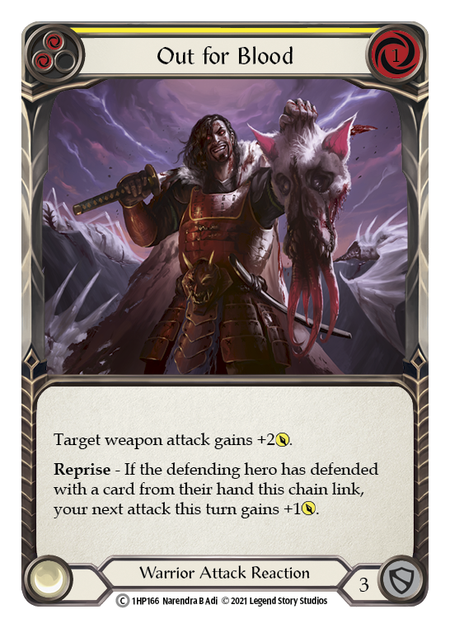 Out for Blood
1
Target weapon attack gains +2.
Reprise - If the defending hero has defended
with a card from their hand this chain link,
your next attack this turn gains +1.
Warrior Attack Reaction
3
C 1HP166 Narendra B Adi © 2021 Legend Story Studios